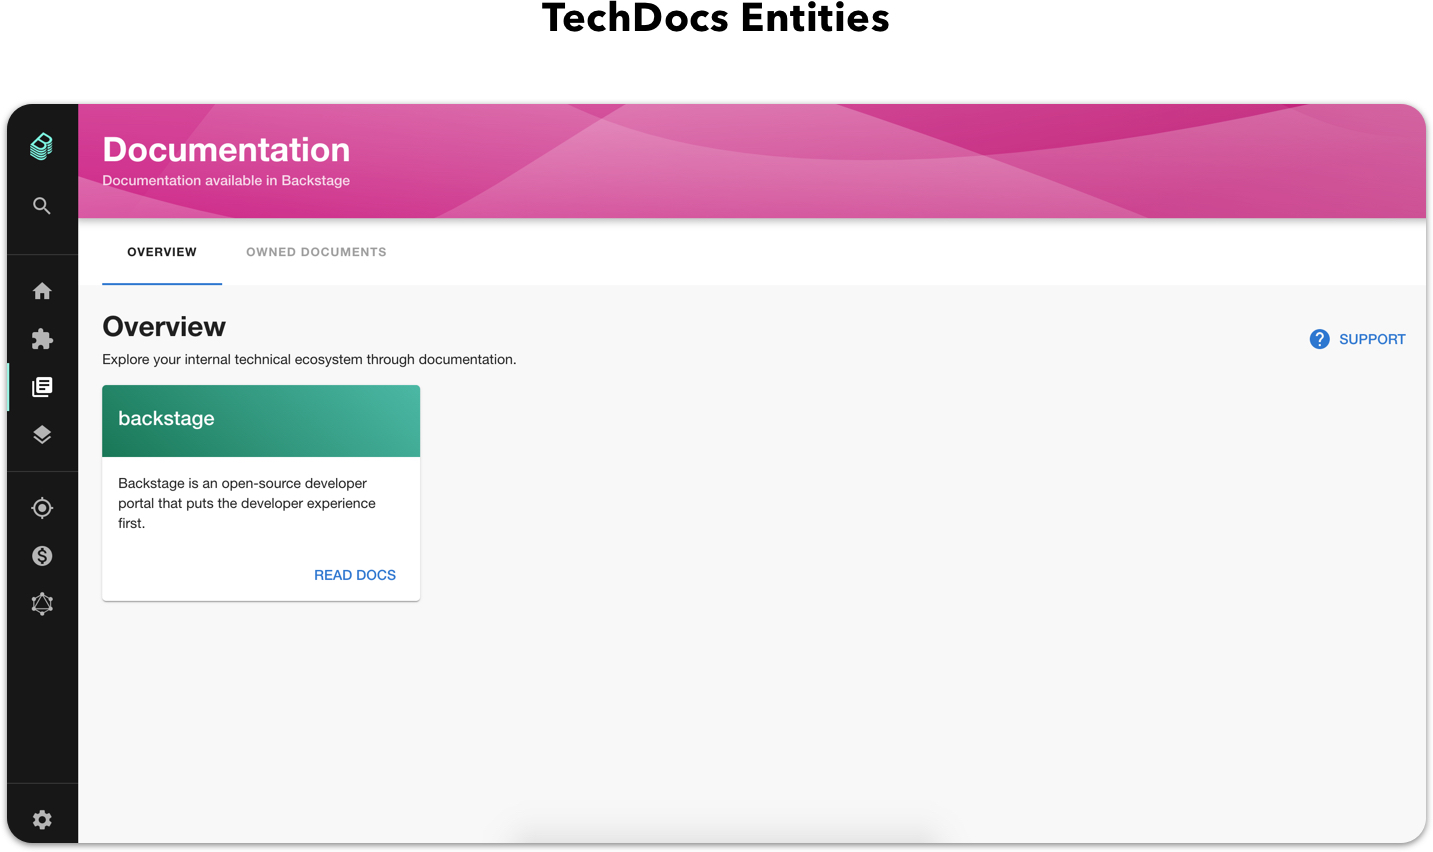 TechDocs Entities
Documentation
Documentation available in Backstage
OVERVIEW
OWNED DOCUMENTS
Overview
Explore your internal technical ecosystem through documentation.
SUPPORT
backstage
Backstage is an open-source developer
portal that puts the developer experience
first.
READ DOCS